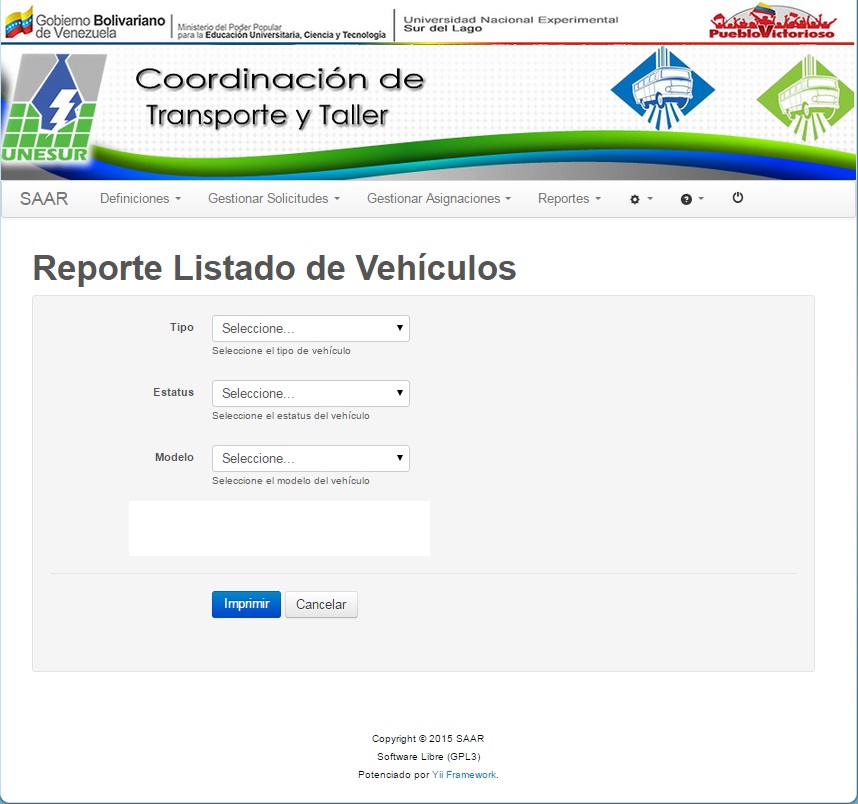 Gobierno Bolivariano de Venezuela
Ministerio del Poder Popular
para la Educación Universitaria, Ciencia y Tecnología
Universidad Nacional Experimental
Sur del Lago
PuebloVictorioso
Coordinación de
Transporte y Taller
UNESUR
SAAR Definiciones Gestionar Solicitudes Gestionar Asignaciones Reportes
Reporte Listado de Vehículos
Tipo Seleccione...
Seleccione el tipo de vehículo
Estatus Seleccione...
Seleccione el estatus del vehículo
Modelo Seleccione...
Seleccione el modelo del vehículo
Imprimir Cancelar
Copyright © 2015 SAAR
Software Libre (GPL3)
Potenciado por Yii Framework.